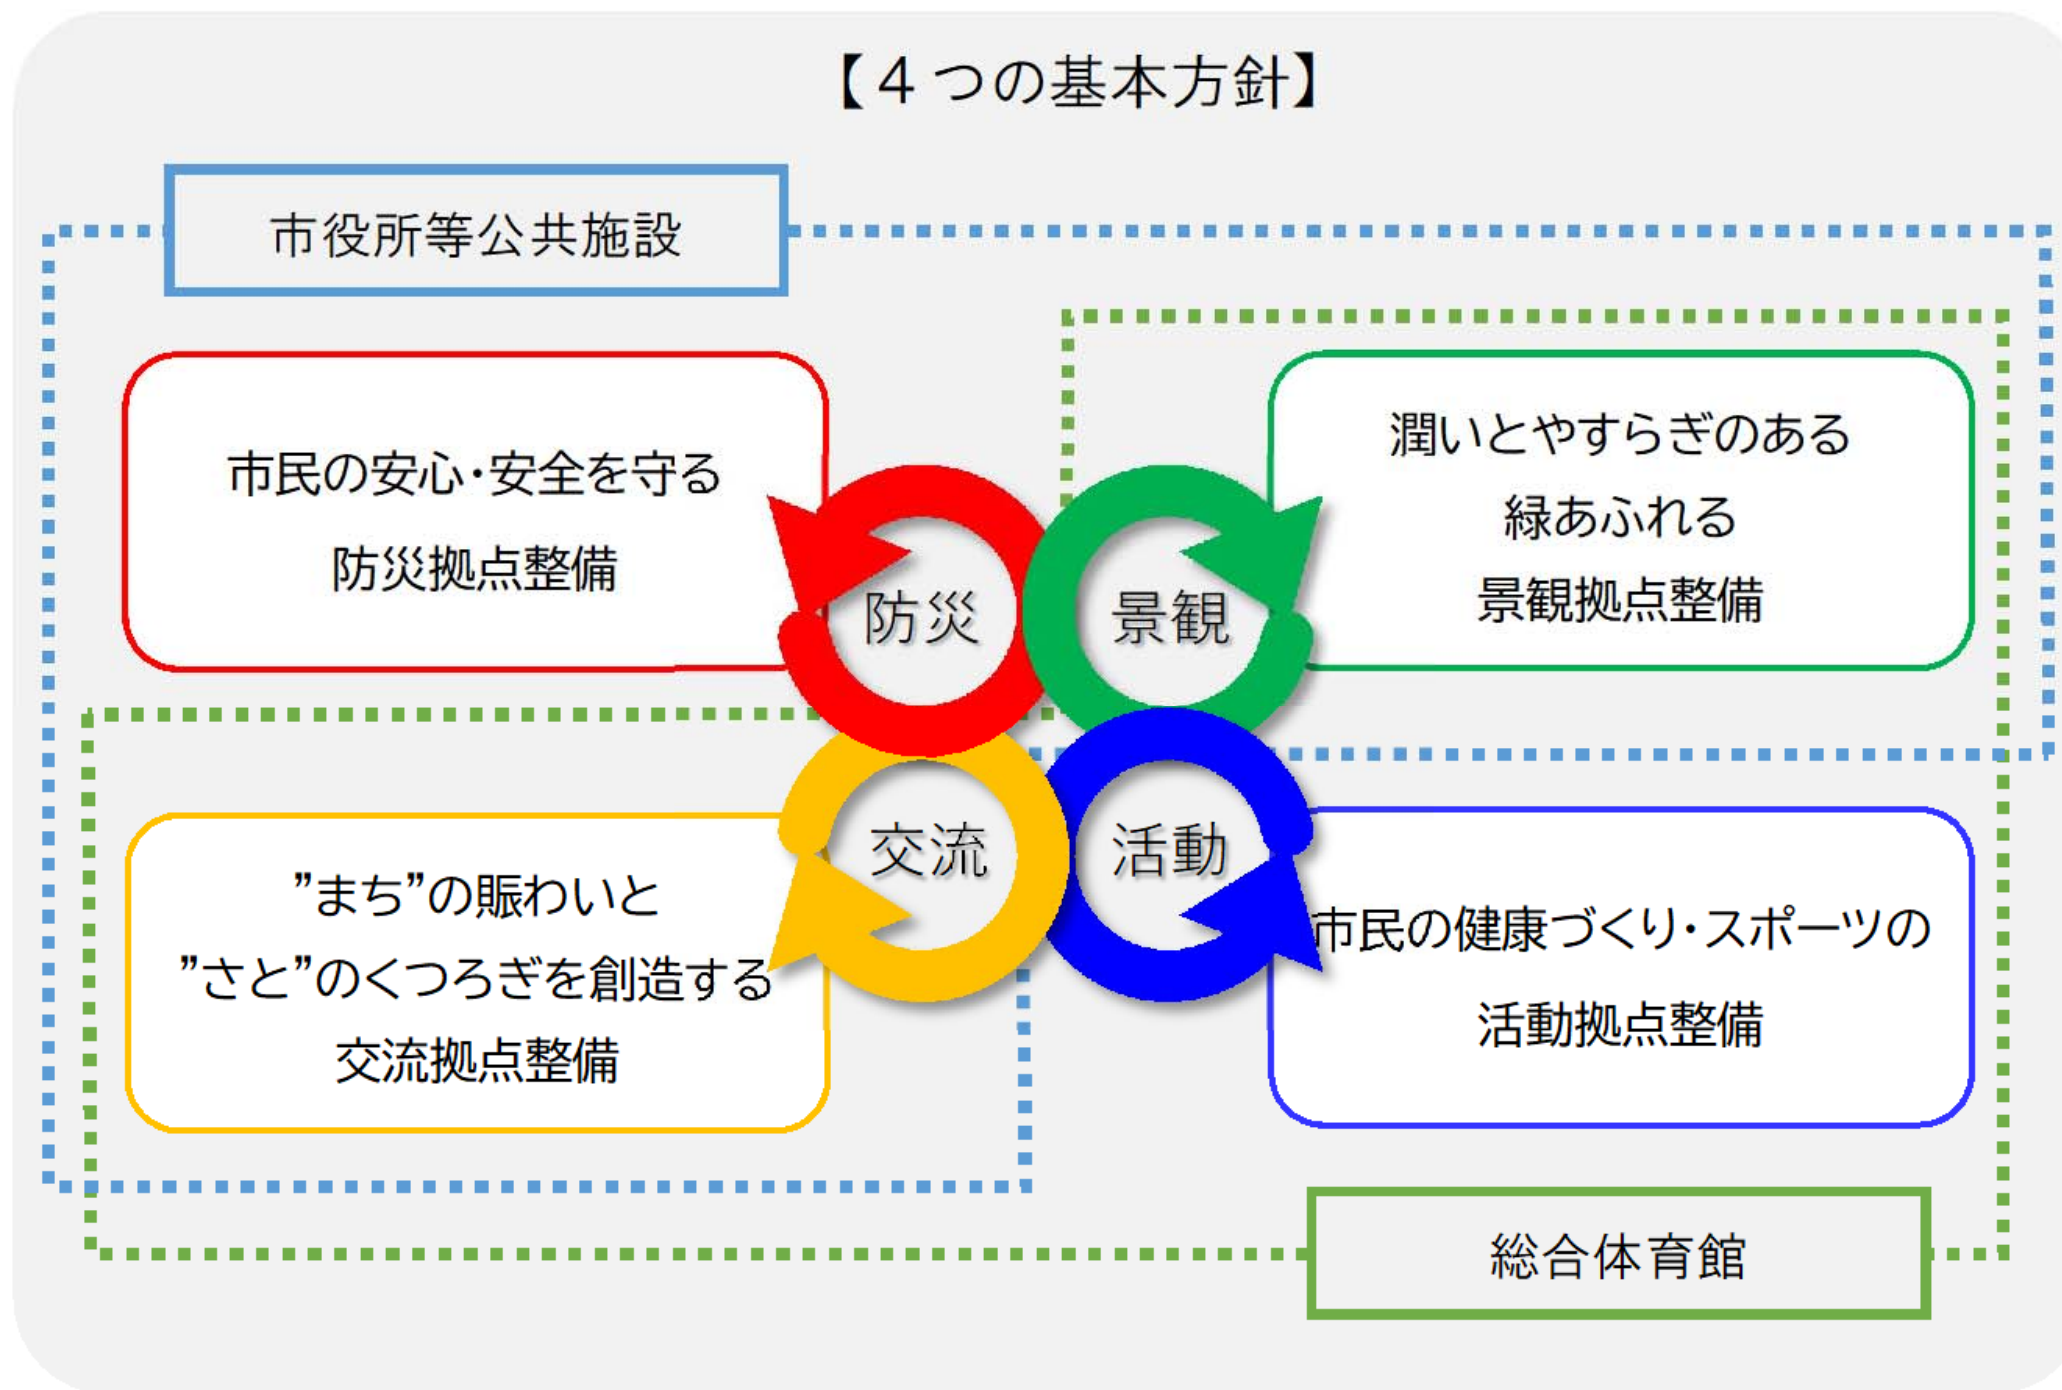 【４つの基本方針】
市役所等公共施設
市民の安心・安全を守る
防災拠点整備
潤いとやすらぎのある
緑あふれる
景観拠点整備
防災
景観
交流
活動
”まち”の賑わいと
”さと”のくつろぎを創造する
交流拠点整備
市民の健康づくり・スポーツの
活動拠点整備
総合体育館